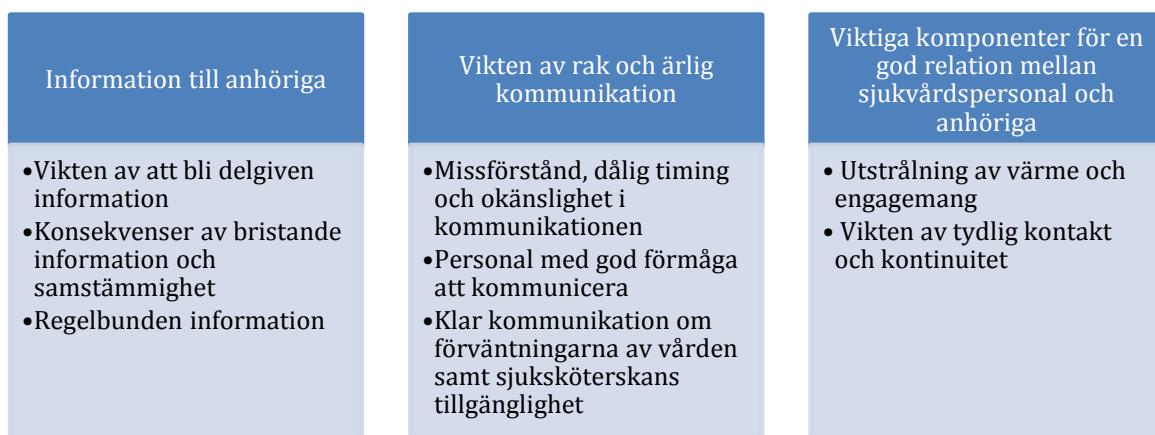 Information till anhöriga
•Vikten av att bli delgiven
information
•Konsekvenser av bristande
information och
samstämmighet
•Regelbunden information
Vikten av rak och ärlig
kommunikation
•Missförstånd, dålig timing
och okänslighet i
kommunikationen
•Personal med god förmåga
att kommunicera
•Klar kommunikation om
förväntningarna av vården
samt sjuksköterskans
tillgänglighet
Viktiga komponenter för en
god relation mellan
sjukvårdspersonal och
anhöriga
• Utstrålning av värme och
engagemang
• Vikten av tydlig kontakt
och kontinuitet